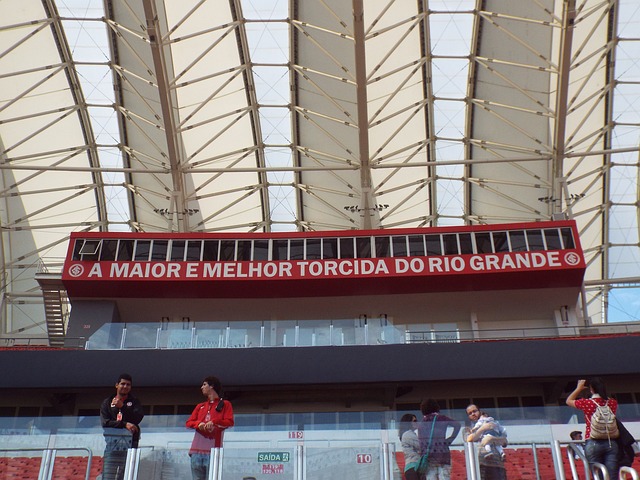 A MAIOR E MELHOR TORCIDA DO RIO GRANDE
119
SAÍDA
10